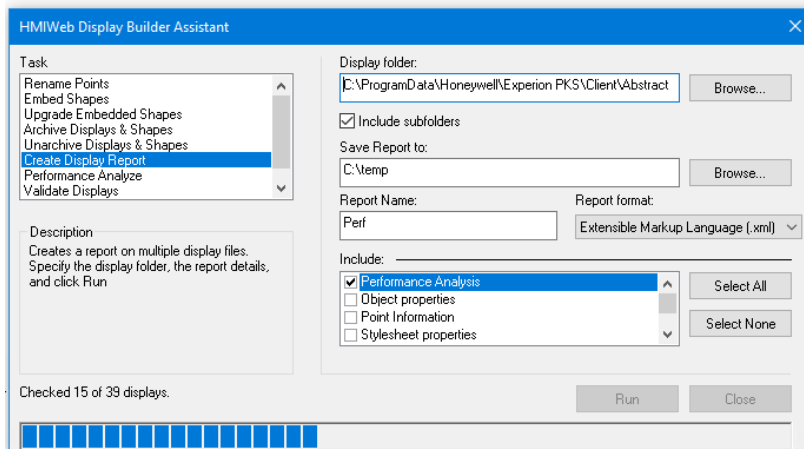 HMIWeb Display Builder Assistant
Task
Rename Points
Embed Shapes
Upgrade Embedded Shapes
Archive Displays & Shapes
Unarchive Displays & Shapes
Create Display Report
Performance Analyze
Validate Displays
Description
Creates a report on multiple display files.
Specify the display folder, the report details,
and click Run
Display folder:
C:\ProgramData\Honeywell\Experion PKS\Client\Abstract
Browse...
Include subfolders
Save Report to:
C:\temp
Browse...
Report Name:
Report format:
Perf
Extensible Markup Language (.xml)
Include:
Performance Analysis
Object properties
Point Information
Stylesheet properties
Select All
Select None
Checked 15 of 39 displays.
Run
Close